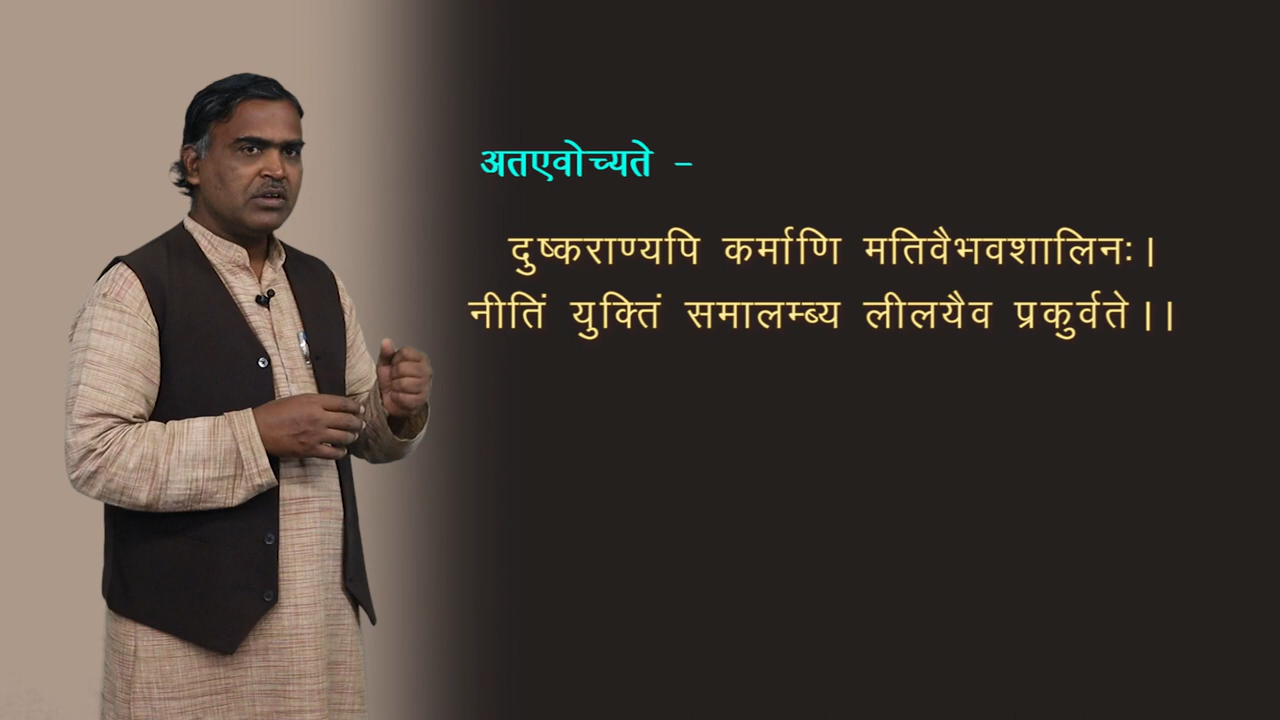 अतएवोच्यते -
दुष्कराण्यपि कर्माणि मतिवैभवशालिनः।
नीतिं युक्तिं समालम्ब्य लीलयैव प्रकुर्वते।।